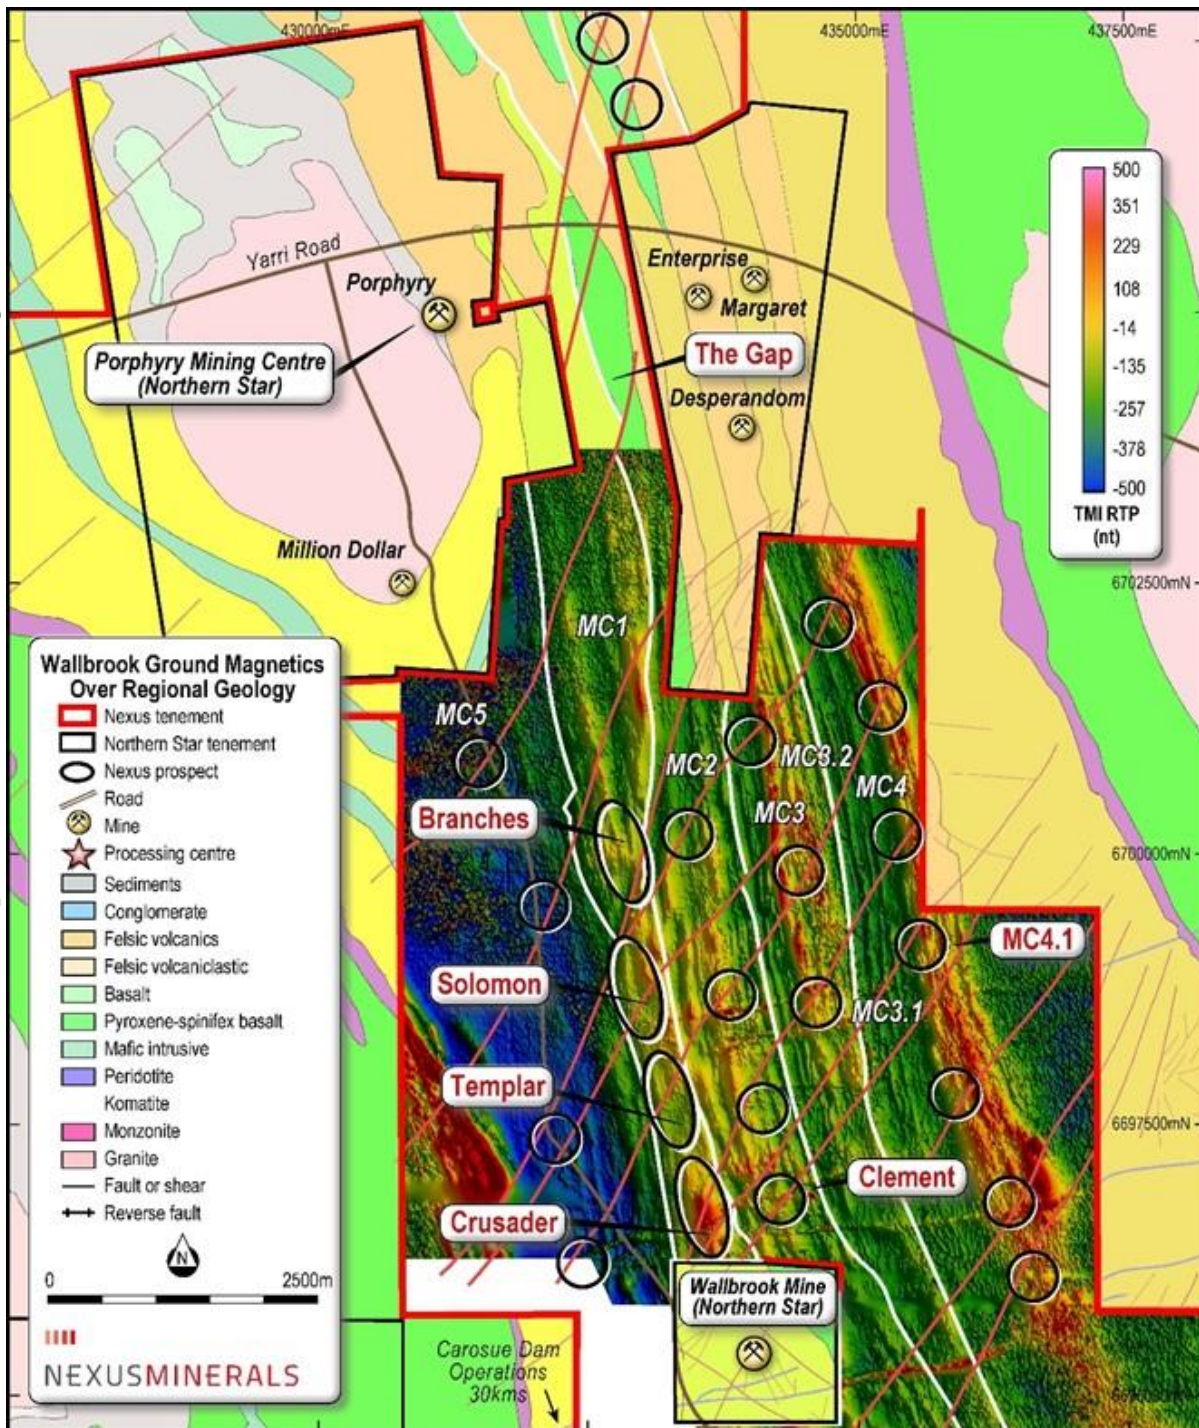 430000mE
435000mE
437500mE
500
351
229
108
-14
-135
-257
-378
-500
TMI RTP
(nt)
Yarri Road
Porphyry
Enterprise
Margaret
Porphyry Mining Centre
(Northern Star)
The Gap
Desperandom
Million Dollar
6702500mN
MC1
MC5
MC2
MC3.2
MC4
MC3
Branches
6700000mN
MC4.1
Solomon
MC3.1
Templar
6697500mN
Clement
Crusader
Wallbrook Mine
(Northern Star)
Carosue Dam
Operations
30kms
Wallbrook Ground Magnetics
Over Regional Geology
Nexus tenement
Northern Star tenement
Nexus prospect
Road
Mine
Processing centre
Sediments
Conglomerate
Felsic volcanics
Felsic volcaniclastic
Basalt
Pyroxene-spinifex basalt
Mafic intrusive
Peridotite
Komatite
Monzonite
Granite
Fault or shear
Reverse fault
N
0
2500m
NEXUSMINERALS